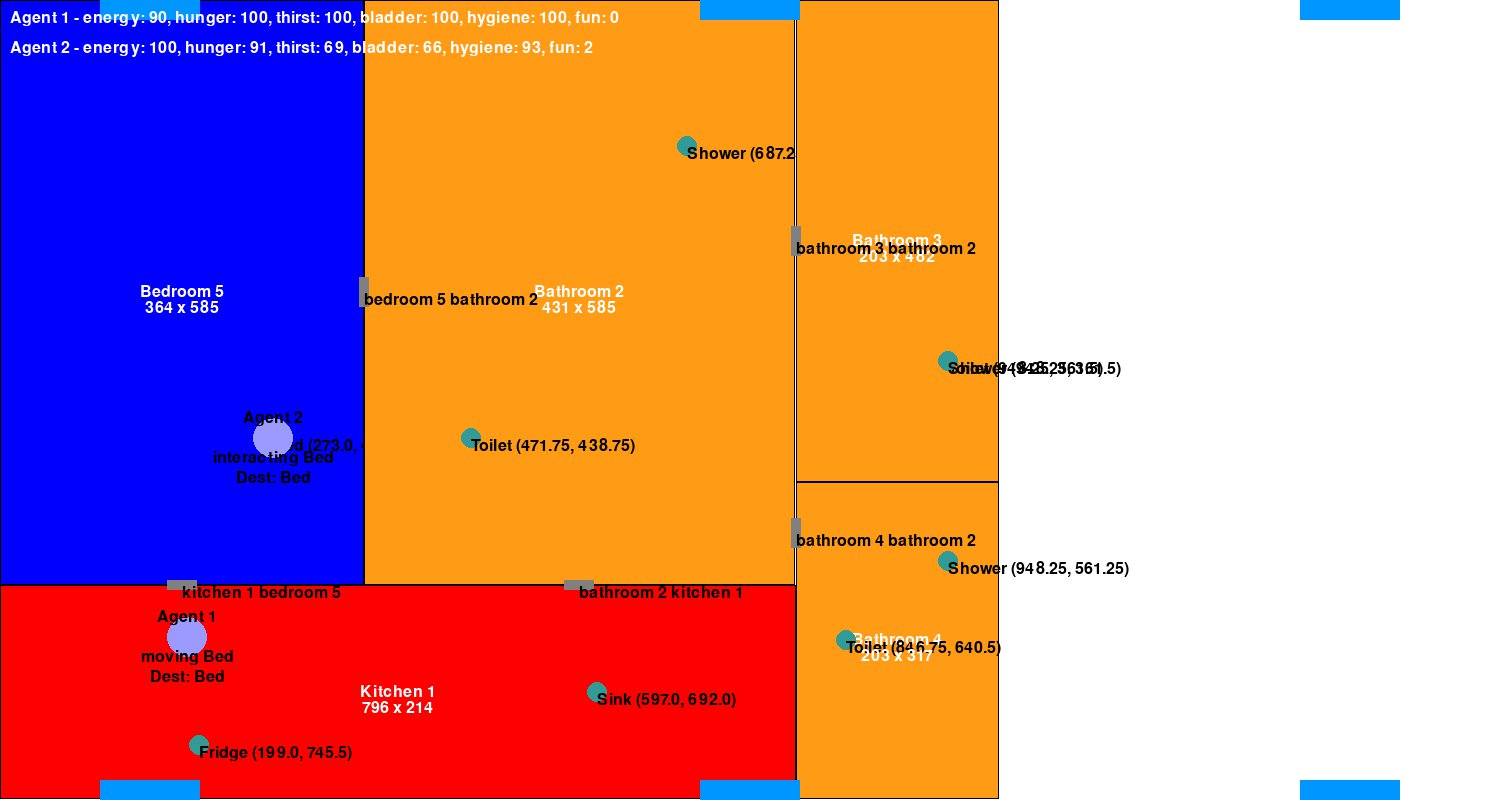 Agent 1 - energy: 90, hunger: 100, thirst: 100, bladder: 100, hygiene: 100, fun: 0
Agent 2 - energy: 100, hunger: 91, thirst: 69, bladder: 66, hygiene: 93, fun: 2
Shower (687.2
Bathroom 3
bathroom 3 bathroom 2
203 x 482
Bedroom 5
364 x 585
bedroom 5 bathroom 2
Bathroom 2
431 x 585
Agent 2
d (273.0,
interacting Bed
Dest: Bed
Toilet (471.75, 438.75)
bathroom 4 bathroom 2
Shower (948.25, 561.25)
kitchen 1 bedroom 5
bathroom 2 kitchen 1
Agent 1
moving Bed
Dest: Bed
Bathroom 4
Toilet (846.75, 640.5)
203 x 317
Kitchen 1
796 x 214
Sink (597.0, 692.0)
Fridge (199.0, 745.5)